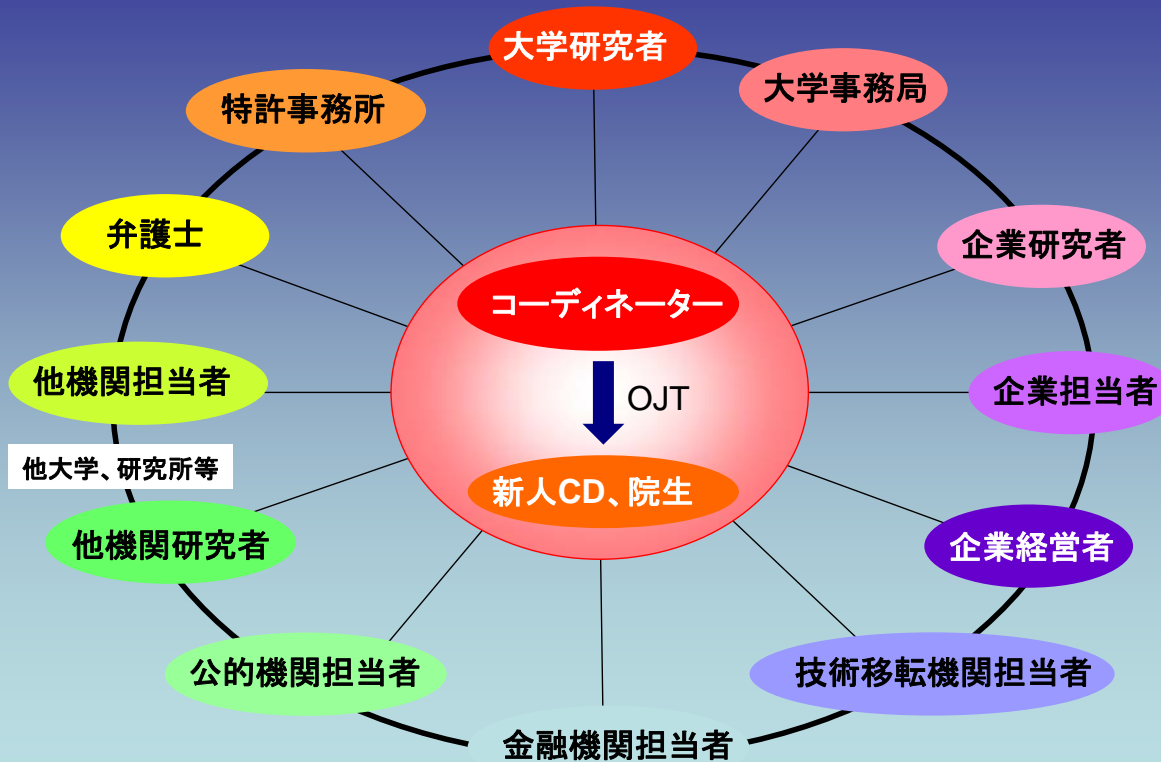 大学研究者
大学事務局
特許事務所
弁護士
企業研究者
コーディネーター
他機関担当者
OJT
企業担当者
他大学、研究所等
新人CD、院生
他機関研究者
企業経営者
公的機関担当者
技術移転機関担当者
金融機関担当者